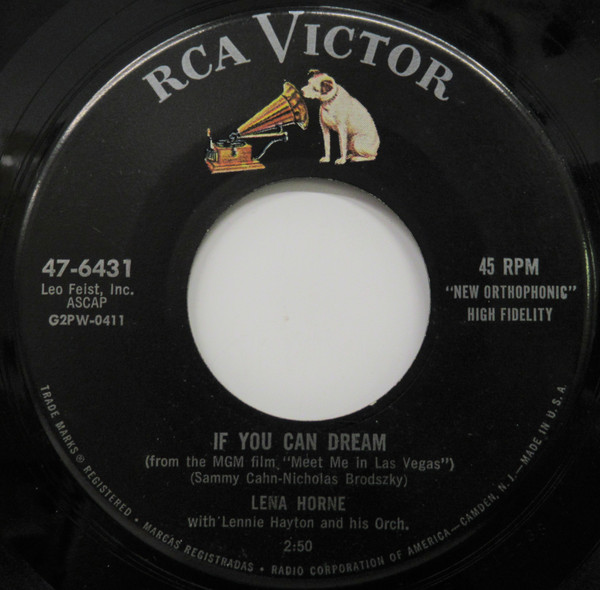 RCA VICTOR
47-6431
Leo Feist, Inc.
ASCAP
G2PW-0411
45 RPM
"NEW ORTHOPHONIC"
HIGH FIDELITY
IF YOU CAN DREAM
(from the MGM film "Meet Me in Las Vegas")
(Sammy Cahn-Nicholas Brodszky)
LENA HORNE
with Lennie Hayton and his Orch.
2:50
TRADE MARKS® REGISTERED • MARCAS REGISTRADAS • RADIO CORPORATION OF AMERICA—CAMDEN, N. J.—MADE IN U.S.A.